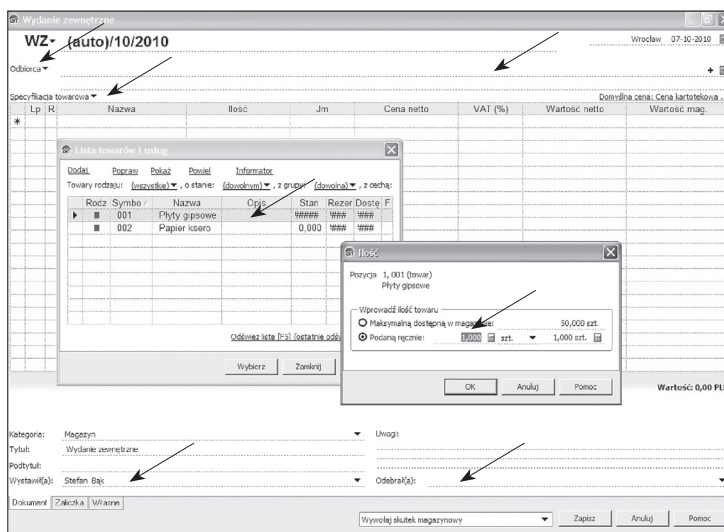 Wydanie zewnętrzne
WZ (auto)/10/2010
Wrocław 07-10-2010
Odbiorca
Specyfikacja towarowa
Domyślna cena: Cena kartotekowa
Lp R Nazwa Ilość Jm Cena netto VAT (%) Wartość netto Wartość mag.
Lista towarów i usług
Dodaj Popraw Pokaż Powiel Informator
Towary rodzaju: (wszystkie) , o stanie: (dowolnym) , z grupy: (dowolna) , z cechą:
Rodz Symbo Nazwa Opis Stan Rezer Dostę F
001 Płyty gipsowe ##### ### ###
002 Papier ksero 0,000 ### ###
Odśwież listę [F5] (ostatnie odśw
Wybierz Zamknij
Ilość
Pozycja 1, 001 (towar)
Płyty gipsowe
Wprowadź ilość towaru
Maksymalną dostępną w magazynie: 50,000 szt.
Podaną ręcznie: 1,000 szt. 1,000 szt.
OK Anuluj Pomoc
Wartość: 0,00 PL
Kategoria: Magazyn
Uwagi:
Tytuł: Wydanie zewnętrzne
Podtytuł:
Wystawił(a): Stefan Bąk
Odebrał(a):
Dokument Zaliczka Własne
Wywołaj skutek magazynowy Zapisz Anuluj Pomoc